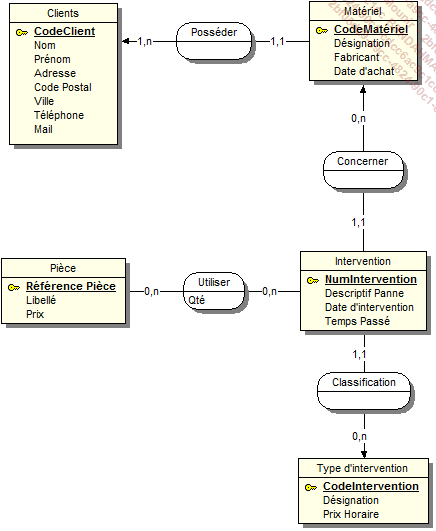 Clients
CodeClient
Nom
Prénom
Adresse
Code Postal
Ville
Téléphone
Mail
1,n
Posséder
1,1
Matériel
CodeMatériel
Désignation
Fabricant
Date d'achat
0,n
Concerner
1,1
Pièce
Référence Pièce
Libellé
Prix
0,n
Utiliser
Qté
0,n
Intervention
NumIntervention
Descriptif Panne
Date d'intervention
Temps Passé
1,1
Classification
0,n
Type d'intervention
CodeIntervention
Désignation
Prix Horaire